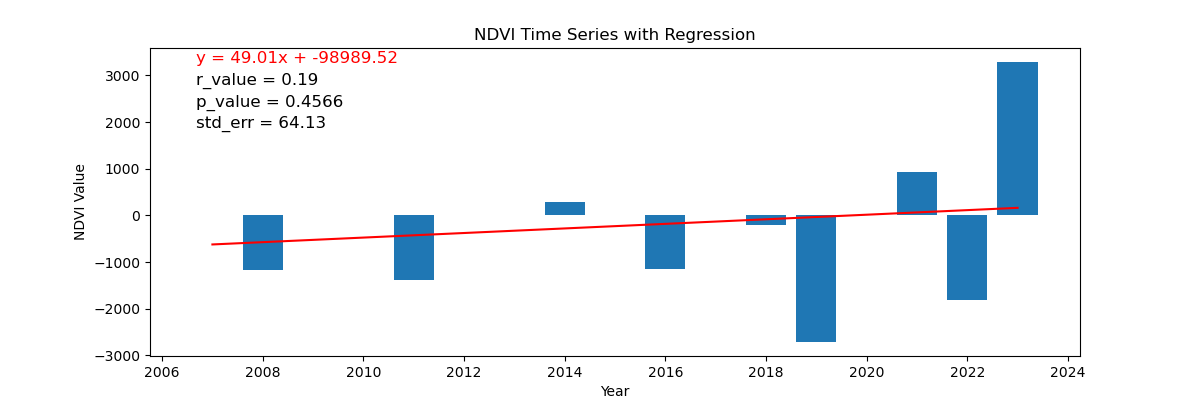 NDVI Time Series with Regression
y = 49.01x + -98989.52
r_value = 0.19
p_value = 0.4566
std_err = 64.13
3000
2000
1000
0
−1000
−2000
−3000
NDVI Value
2006 2008 2010 2012 2014 2016 2018 2020 2022 2024
Year